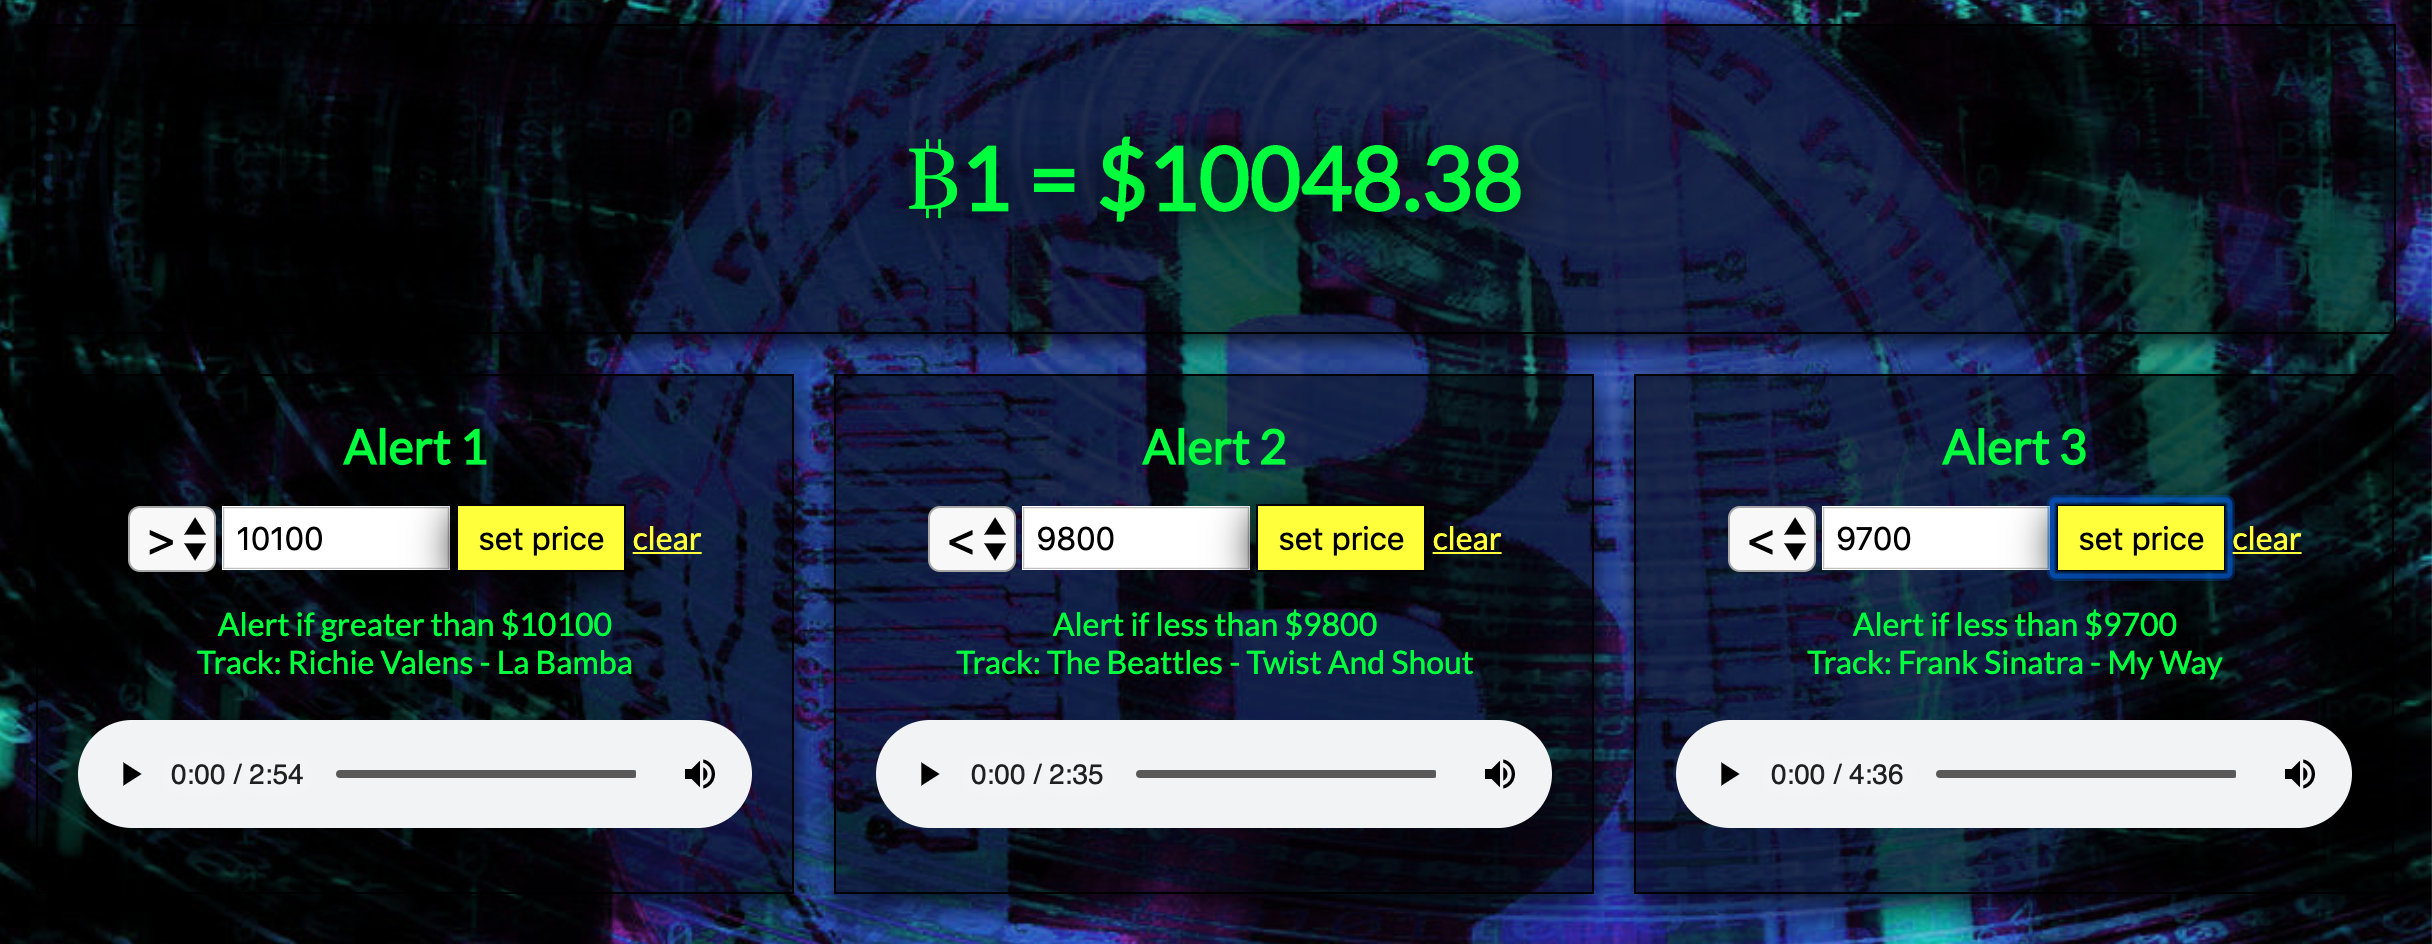 ₿1 = $10048.38
Alert 1
> 10100 set price clear
Alert if greater than $10100
Track: Richie Valens - La Bamba
0:00 / 2:54
Alert 2
< 9800 set price clear
Alert if less than $9800
Track: The Beattles - Twist And Shout
0:00 / 2:35
Alert 3
< 9700 set price clear
Alert if less than $9700
Track: Frank Sinatra - My Way
0:00 / 4:36